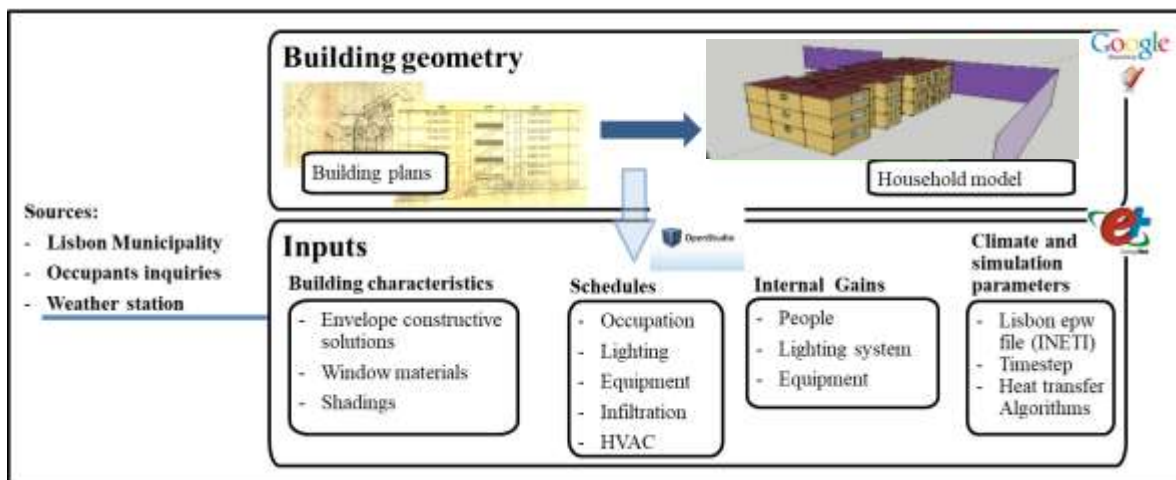 Building geometry
Google
Building plans
Household model
Sources:
- Lisbon Municipality
- Occupants inquiries
- Weather station
Inputs
OpenStudio
Building characteristics
- Envelope constructive
solutions
- Window materials
- Shadings
Schedules
- Occupation
- Lighting
- Equipment
- Infiltration
- HVAC
Internal Gains
- People
- Lighting system
- Equipment
Climate and
simulation
parameters
- Lisbon epw
file (INETI)
- Timestep
- Heat transfer
Algorithms